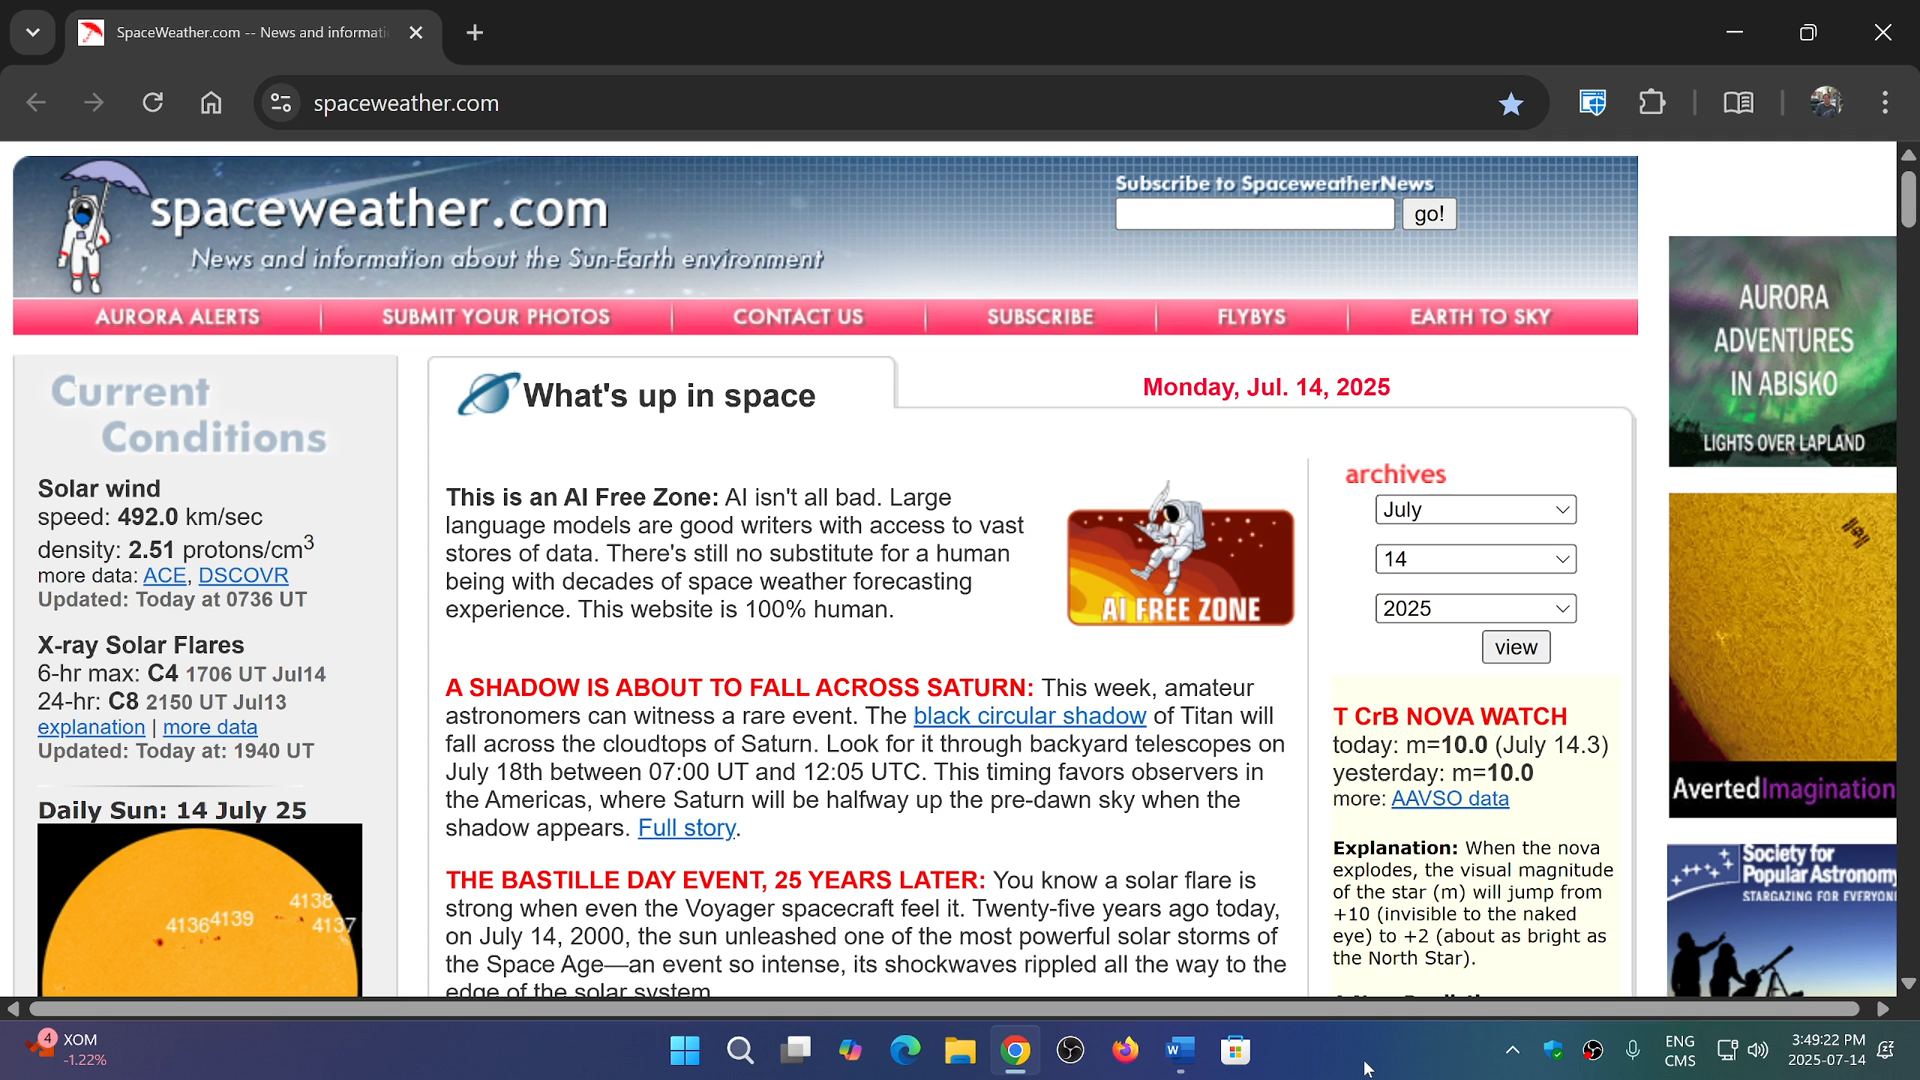 SpaceWeather.com -- News and informati
spaceweather.com
spaceweather.com
News and information about the Sun-Earth environment
Subscribe to SpaceweatherNews
go!
AURORA ALERTS
SUBMIT YOUR PHOTOS
CONTACT US
SUBSCRIBE
FLYBYS
EARTH TO SKY
Current
Conditions
Solar wind
speed: 492.0 km/sec
density: 2.51 protons/cm3
more data: ACE, DSCOVR
Updated: Today at 0736 UT
X-ray Solar Flares
6-hr max: C4 1706 UT Jul14
24-hr: C8 2150 UT Jul13
explanation | more data
Updated: Today at: 1940 UT
Daily Sun: 14 July 25
4138
4136
4139
4137
What's up in space
Monday, Jul. 14, 2025
This is an AI Free Zone: AI isn't all bad. Large
language models are good writers with access to vast
stores of data. There's still no substitute for a human
being with decades of space weather forecasting
experience. This website is 100% human.
AI FREE ZONE
A SHADOW IS ABOUT TO FALL ACROSS SATURN: This week, amateur
astronomers can witness a rare event. The black circular shadow of Titan will
fall across the cloudtops of Saturn. Look for it through backyard telescopes on
July 18th between 07:00 UT and 12:05 UTC. This timing favors observers in
the Americas, where Saturn will be halfway up the pre-dawn sky when the
shadow appears. Full story.
THE BASTILLE DAY EVENT, 25 YEARS LATER: You know a solar flare is
strong when even the Voyager spacecraft feel it. Twenty-five years ago today,
on July 14, 2000, the sun unleashed one of the most powerful solar storms of
the Space Age—an event so intense, its shockwaves rippled all the way to the
edge of the solar system.
archives
July
14
2025
view
T CrB NOVA WATCH
today: m=10.0 (July 14.3)
yesterday: m=10.0
more: AAVSO data
Explanation: When the nova
explodes, the visual magnitude
of the star (m) will jump from
+10 (invisible to the naked
eye) to +2 (about as bright as
the North Star).
AURORA
ADVENTURES
IN ABISKO
LIGHTS OVER LAPLAND
AvertedImagination
Society for
Popular Astronomy
STARGAZING FOR EVERYON
4
XOM
-1.22%
ENG
CMS
3:49:22 PM
2025-07-14